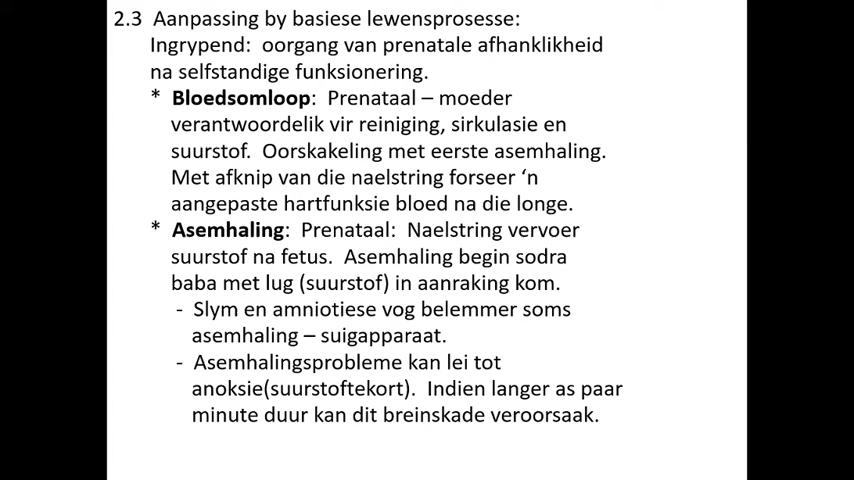 2.3 Aanpassing by basiese lewensprosesse:
Ingrypend: oorgang van prenatale afhanklikheid
na selfstandige funksionering.
* Bloedsomloop: Prenataal – moeder
verantwoordelik vir reiniging, sirkulasie en
suurstof. Oorskakeling met eerste asemhaling.
Met afknip van die naelstring forseer ‘n
aangepaste hartfunksie bloed na die longe.
* Asemhaling: Prenataal: Naelstring vervoer
suurstof na fetus. Asemhaling begin sodra
baba met lug (suurstof) in aanraking kom.
- Slym en amniotiese vog belemmer soms
asemhaling – suigapparaat.
- Asemhalingsprobleme kan lei tot
anoksie(suurstoftekort). Indien langer as paar
minute duur kan dit breinskade veroorsaak.